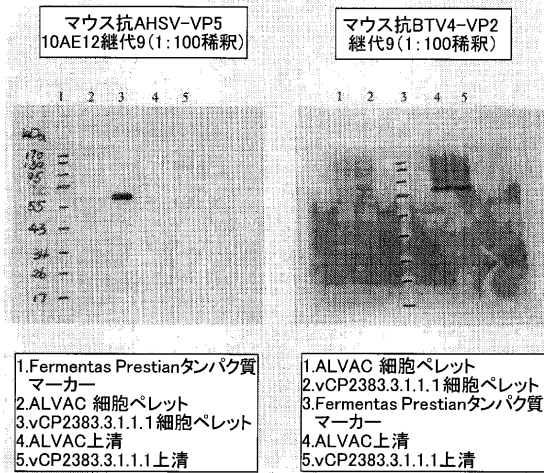 マウス抗AHSV-VP5
10AE12継代9(1:100稀釈)
マウス抗BTV4-VP2
継代9(1:100稀釈)
1 2 3 4 5
1 2 3 4 5
kDa
170
130
95
55
43
34
26
17
1.Fermentas Prestianタンパク質
マーカー
2.ALVAC 細胞ペレット
3.vCP2383.3.1.1.1細胞ペレット
4.ALVAC上清
5.vCP2383.3.1.1.1上清
1.ALVAC 細胞ペレット
2.vCP2383.3.1.1.1細胞ペレット
3.Fermentas Prestianタンパク質
マーカー
4.ALVAC上清
5.vCP2383.3.1.1.1上清